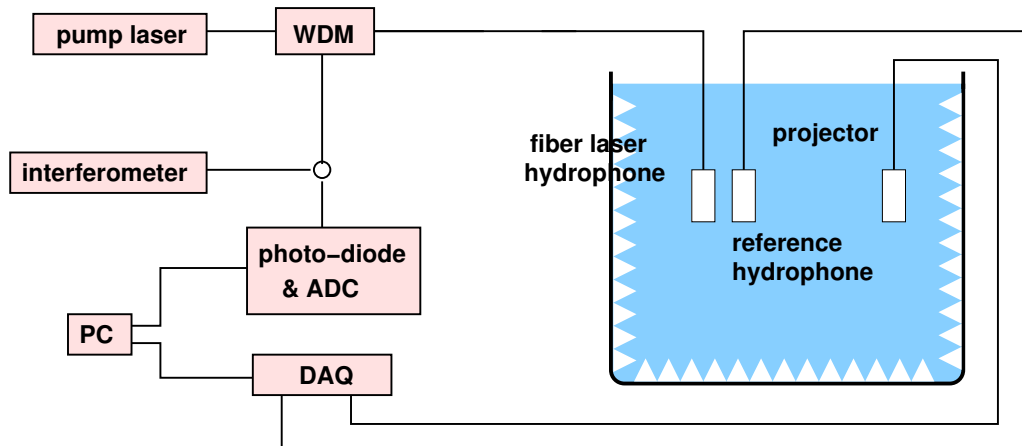 pump laser
WDM
interferometer
photo−diode
& ADC
PC
DAQ
fiber laser
hydrophone
projector
reference
hydrophone